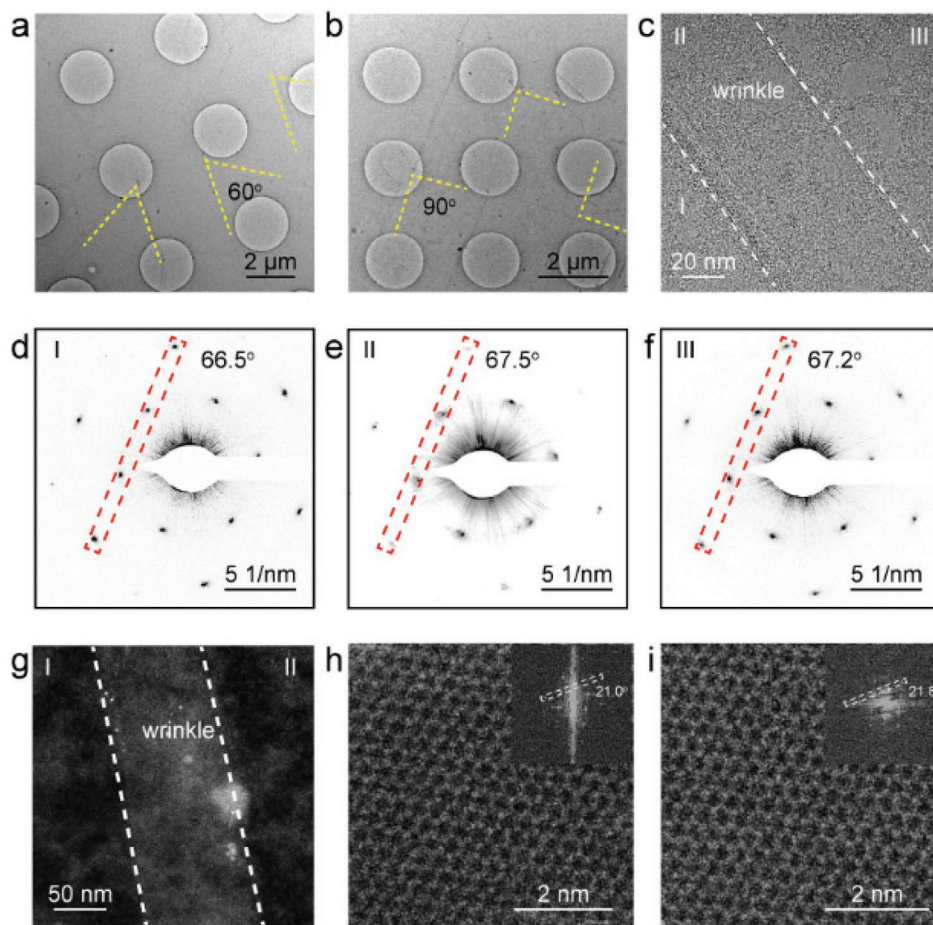 a
60°
2 μm
b
90°
2 μm
c
II
III
wrinkle
I
20 nm
d
I
66.5°
5 1/nm
e
II
67.5°
5 1/nm
f
III
67.2°
5 1/nm
g
I
II
wrinkle
50 nm
h
21.0°
2 nm
i
21.8
2 nm